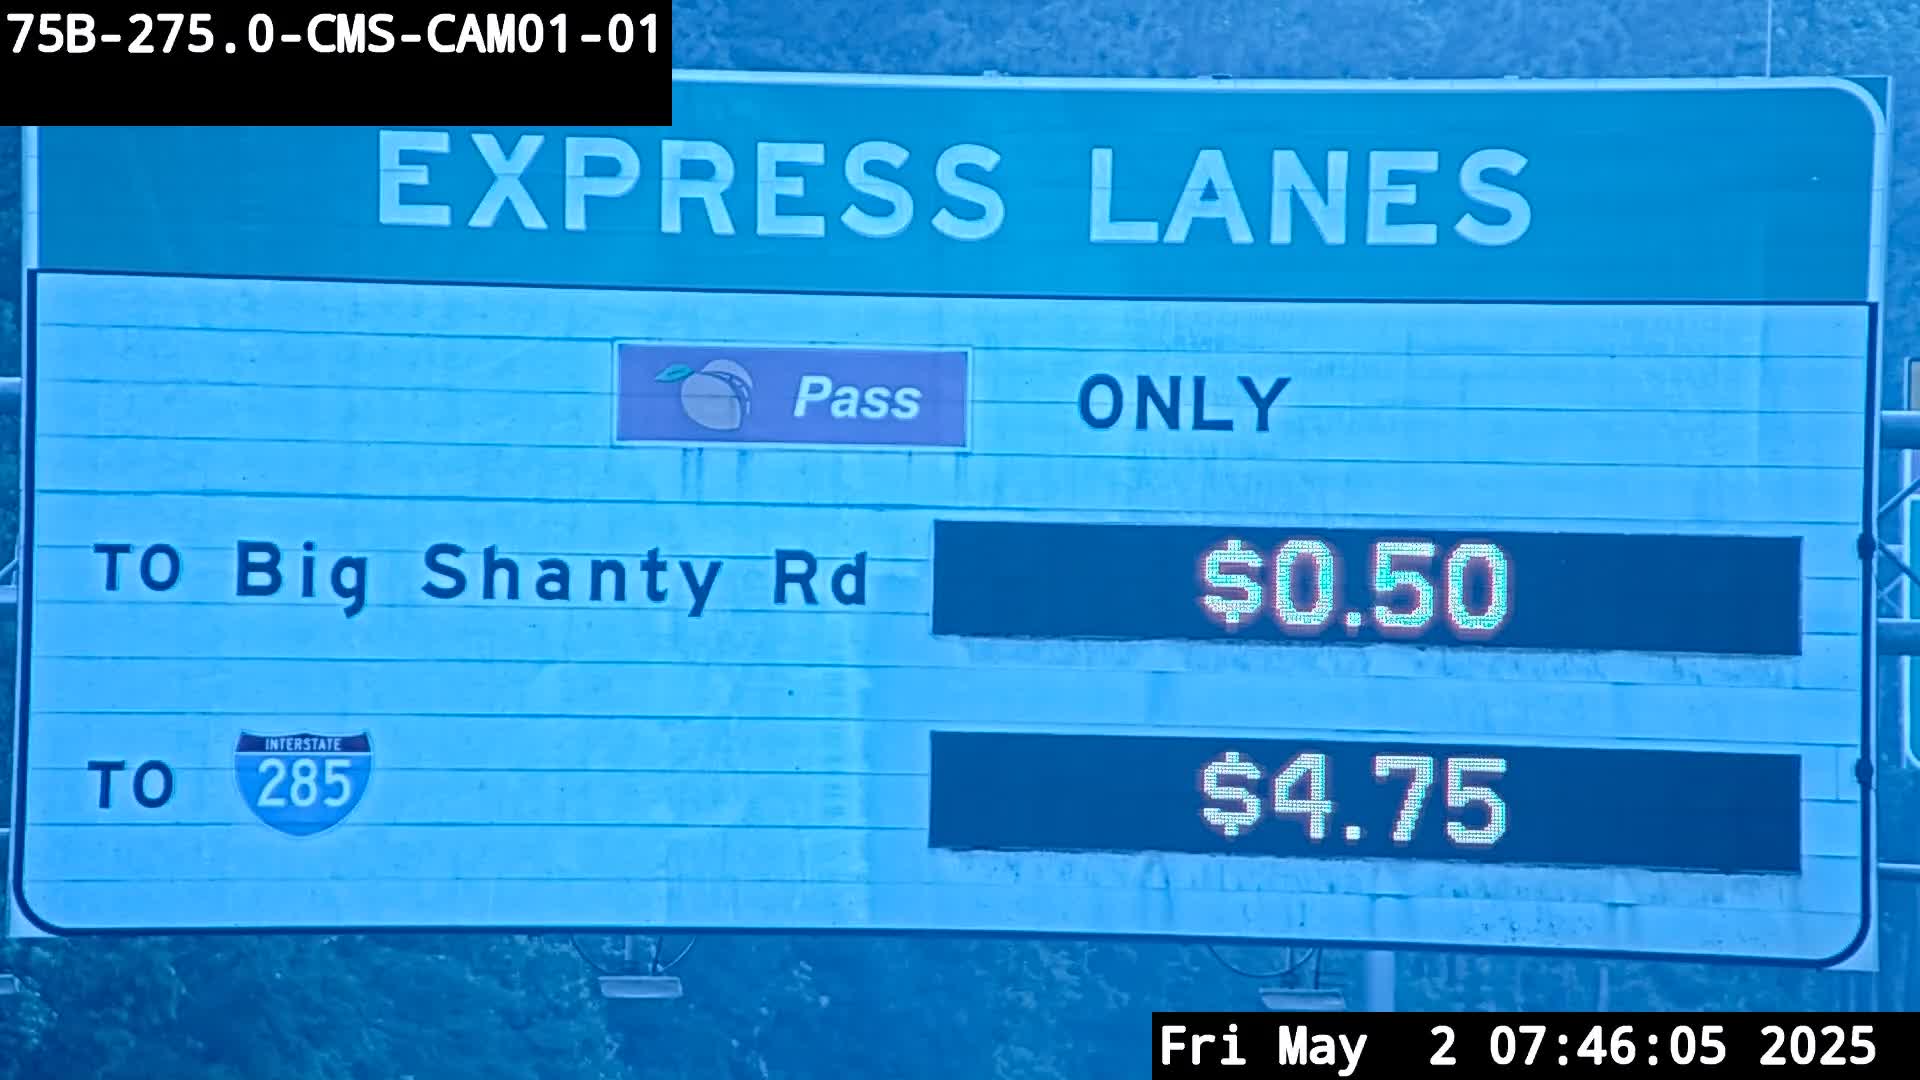 75B-275.0-CMS-CAM01-01
EXPRESS LANES
Pass ONLY
TO Big Shanty Rd $0.50
INTERSTATE
TO 285 $4.75
Fri May 2 07:46:05 2025